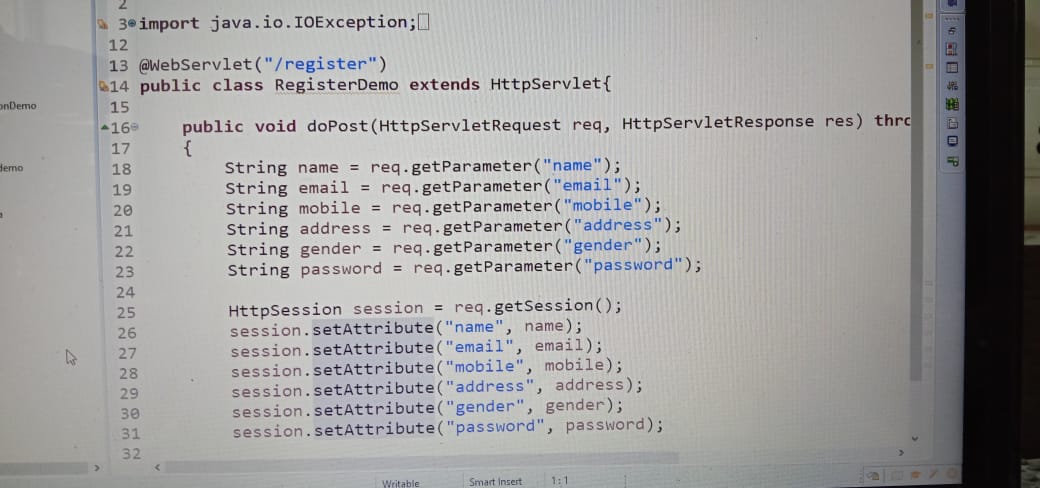 2
3 import java.io.IOException;
12
13 @WebServlet("/register")
14 public class RegisterDemo extends HttpServlet{
15
onDemo
16 public void doPost(HttpServletRequest req, HttpServletResponse res) thro
17 {
18 String name = req.getParameter("name");
demo
19 String email = req.getParameter("email");
20 String mobile = req.getParameter("mobile");
21 String address = req.getParameter("address");
22 String gender = req.getParameter("gender");
23 String password = req.getParameter("password");
24
25 HttpSession session = req.getSession();
26 session.setAttribute("name", name);
27 session.setAttribute("email", email);
28 session.setAttribute("mobile", mobile);
29 session.setAttribute("address", address);
30 session.setAttribute("gender", gender);
31 session.setAttribute("password", password);
32
Writable Smart Insert 1:1